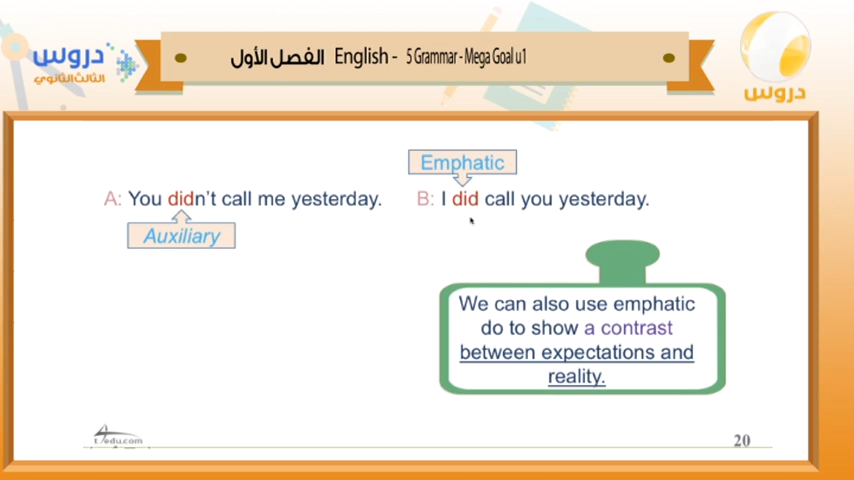 دروس
الثالث الثانوي
الفصل الأول English - 5 Grammar - Mega Goal u1
دروس
Emphatic
A: You didn't call me yesterday. B: I did call you yesterday.
Auxiliary
We can also use emphatic
do to show a contrast
between expectations and
reality.
t4edu.com
20